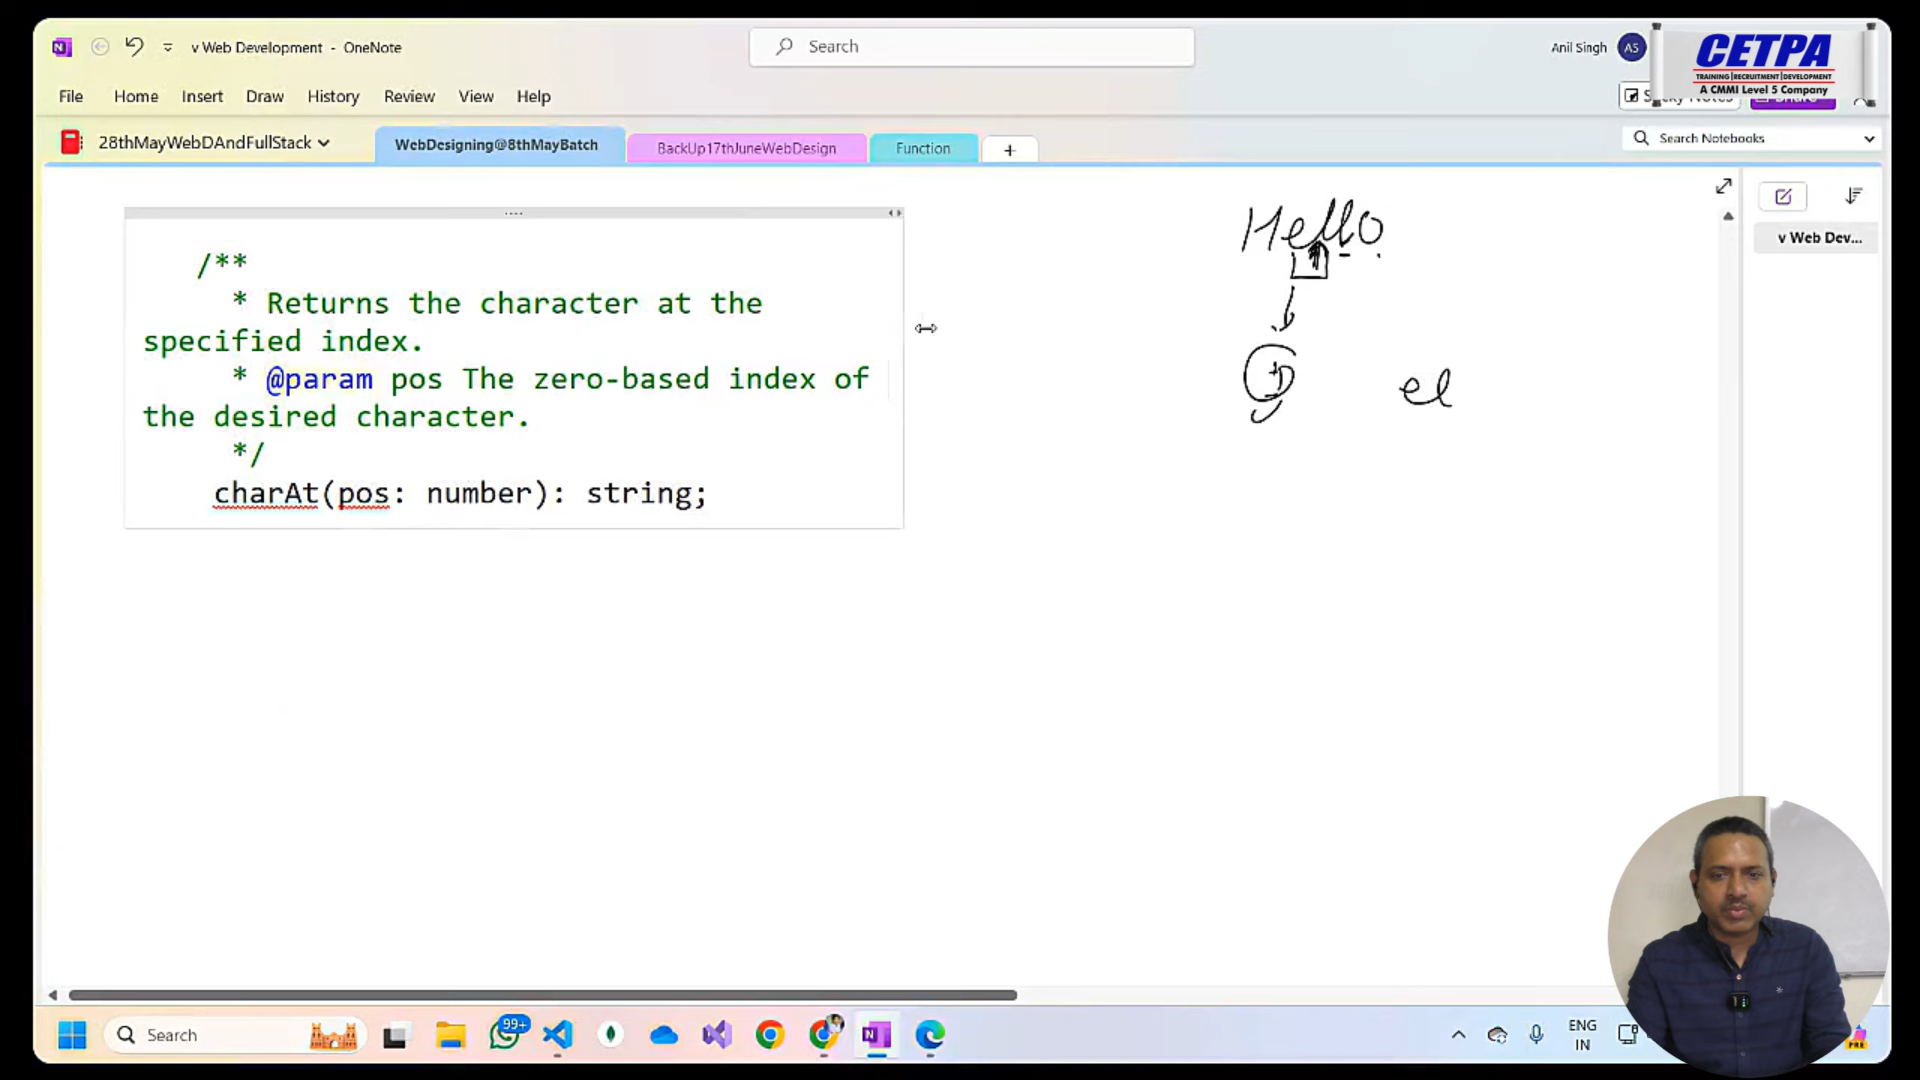 v Web Development - OneNote
Search
Anil Singh
AS
CETPA
TRAINING|RECRUITMENT|DEVELOPMENT
A CMMI Level 5 Company
File
Home
Insert
Draw
History
Review
View
Help
28thMayWebDAndFullStack
WebDesigning@8thMayBatch
BackUp17thJuneWebDesign
Function
+
Search Notebooks
v Web Dev...
/**
* Returns the character at the
specified index.
* @param pos The zero-based index of
the desired character.
*/
charAt(pos: number): string;
Hello
el
Search
99+
ENG
IN
PRE